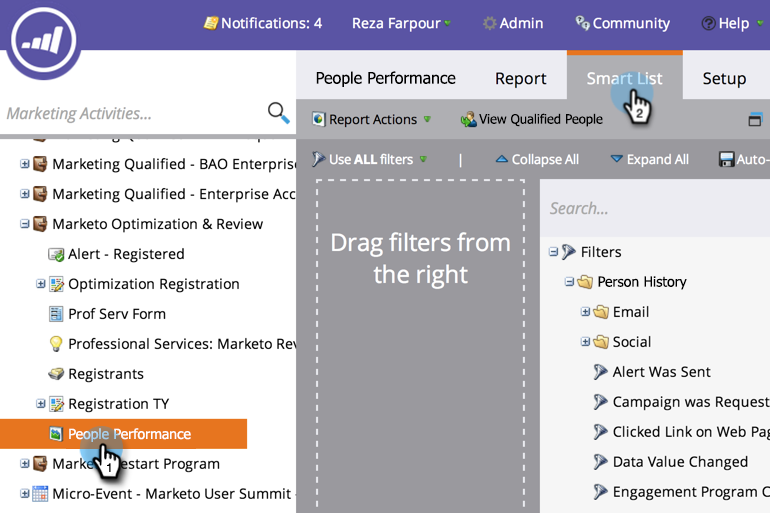 Notifications: 4
Reza Farpour
Admin
Community
Help
Marketing Activities...
People Performance
Report
Smart List
Setup
2
Report Actions
View Qualified People
Use ALL filters
|
Collapse All
Expand All
Auto-
Marketing Qualified - BAO Enterprise
Marketing Qualified - Enterprise Acc
Marketo Optimization & Review
Alert - Registered
Optimization Registration
Prof Serv Form
Professional Services: Marketo Rev
Registrants
Registration TY
People Performance
1
Restart Program
Micro-Event - Marketo User Summit -
Drag filters from
the right
Search...
Filters
Person History
Email
Social
Alert Was Sent
Campaign was Request
Clicked Link on Web Pag
Data Value Changed
Engagement Program C